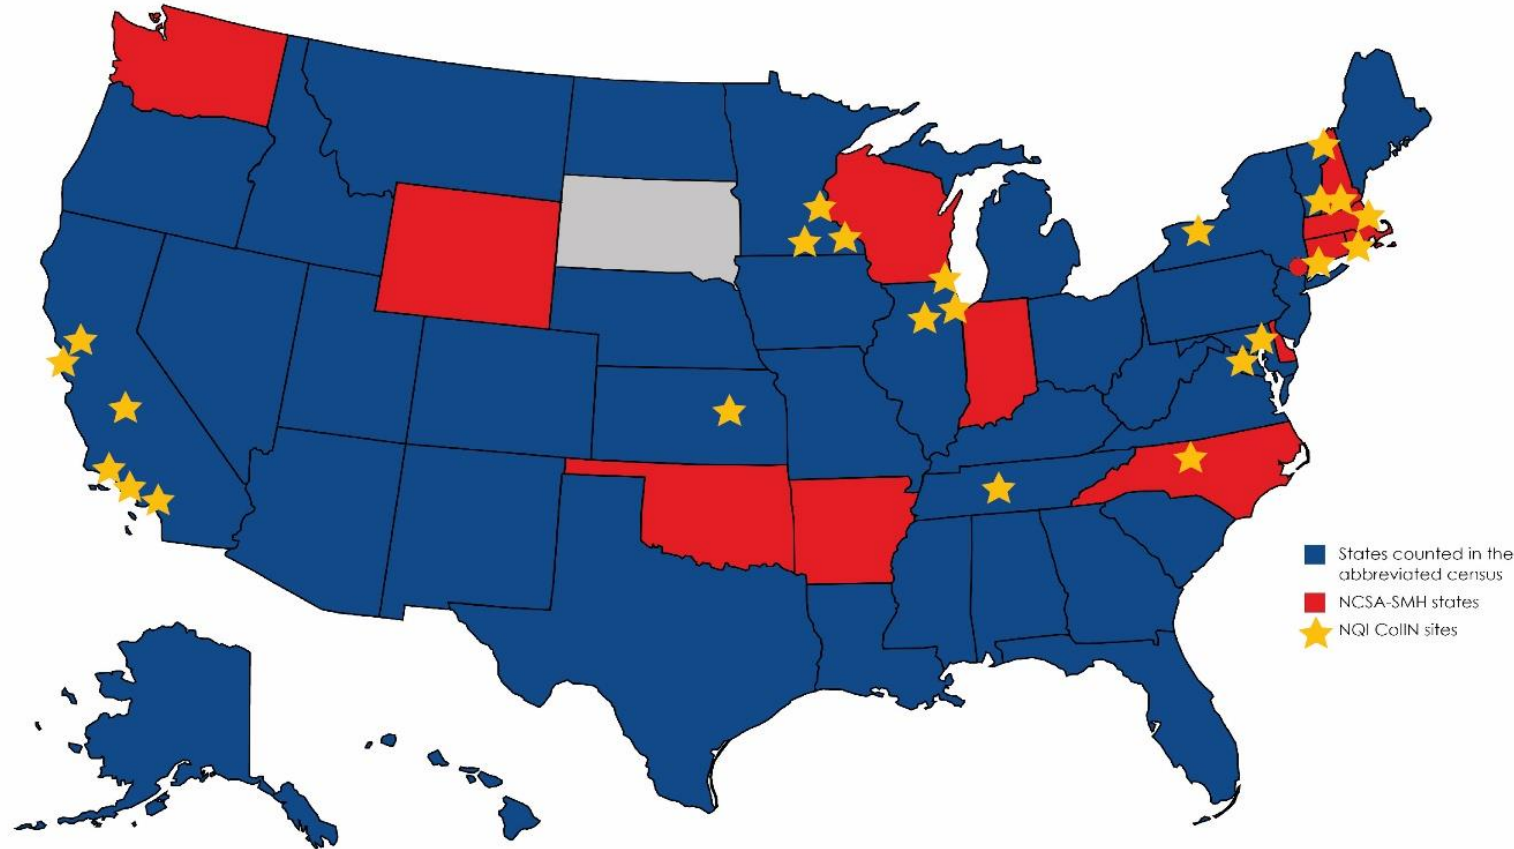 States counted in the
abbreviated census
NCSA-SMH states
NQI CoIIN sites